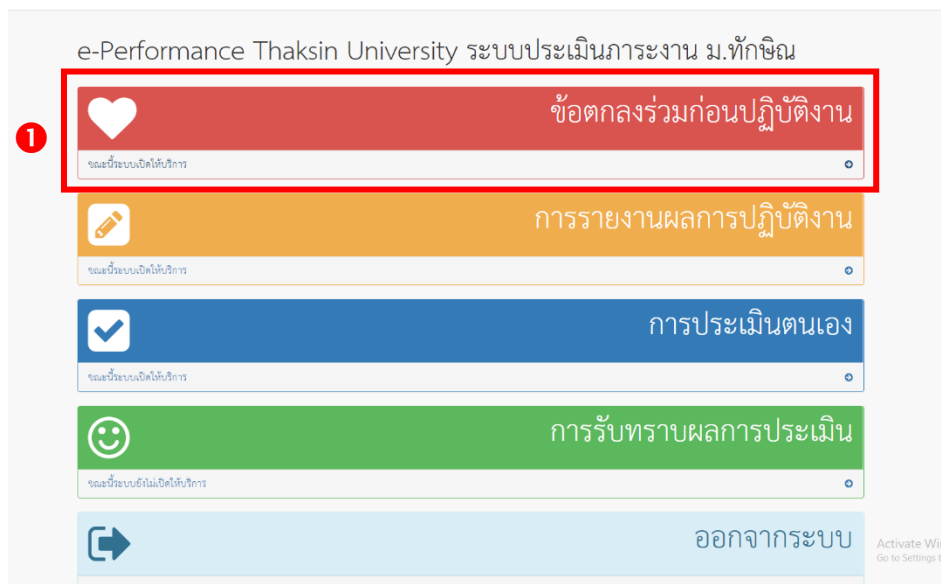 e-Performance Thaksin University ระบบประเมินภาระงาน ม.ทักษิณ
1
ข้อตกลงร่วมก่อนปฏิบัติงาน
ขณะนี้ระบบเปิดให้บริการ
การรายงานผลการปฏิบัติงาน
ขณะนี้ระบบเปิดให้บริการ
การประเมินตนเอง
ขณะนี้ระบบเปิดให้บริการ
การรับทราบผลการประเมิน
ขณะนี้ระบบยังไม่เปิดให้บริการ
ออกจากระบบ
Activate Wi
Go to Settings t